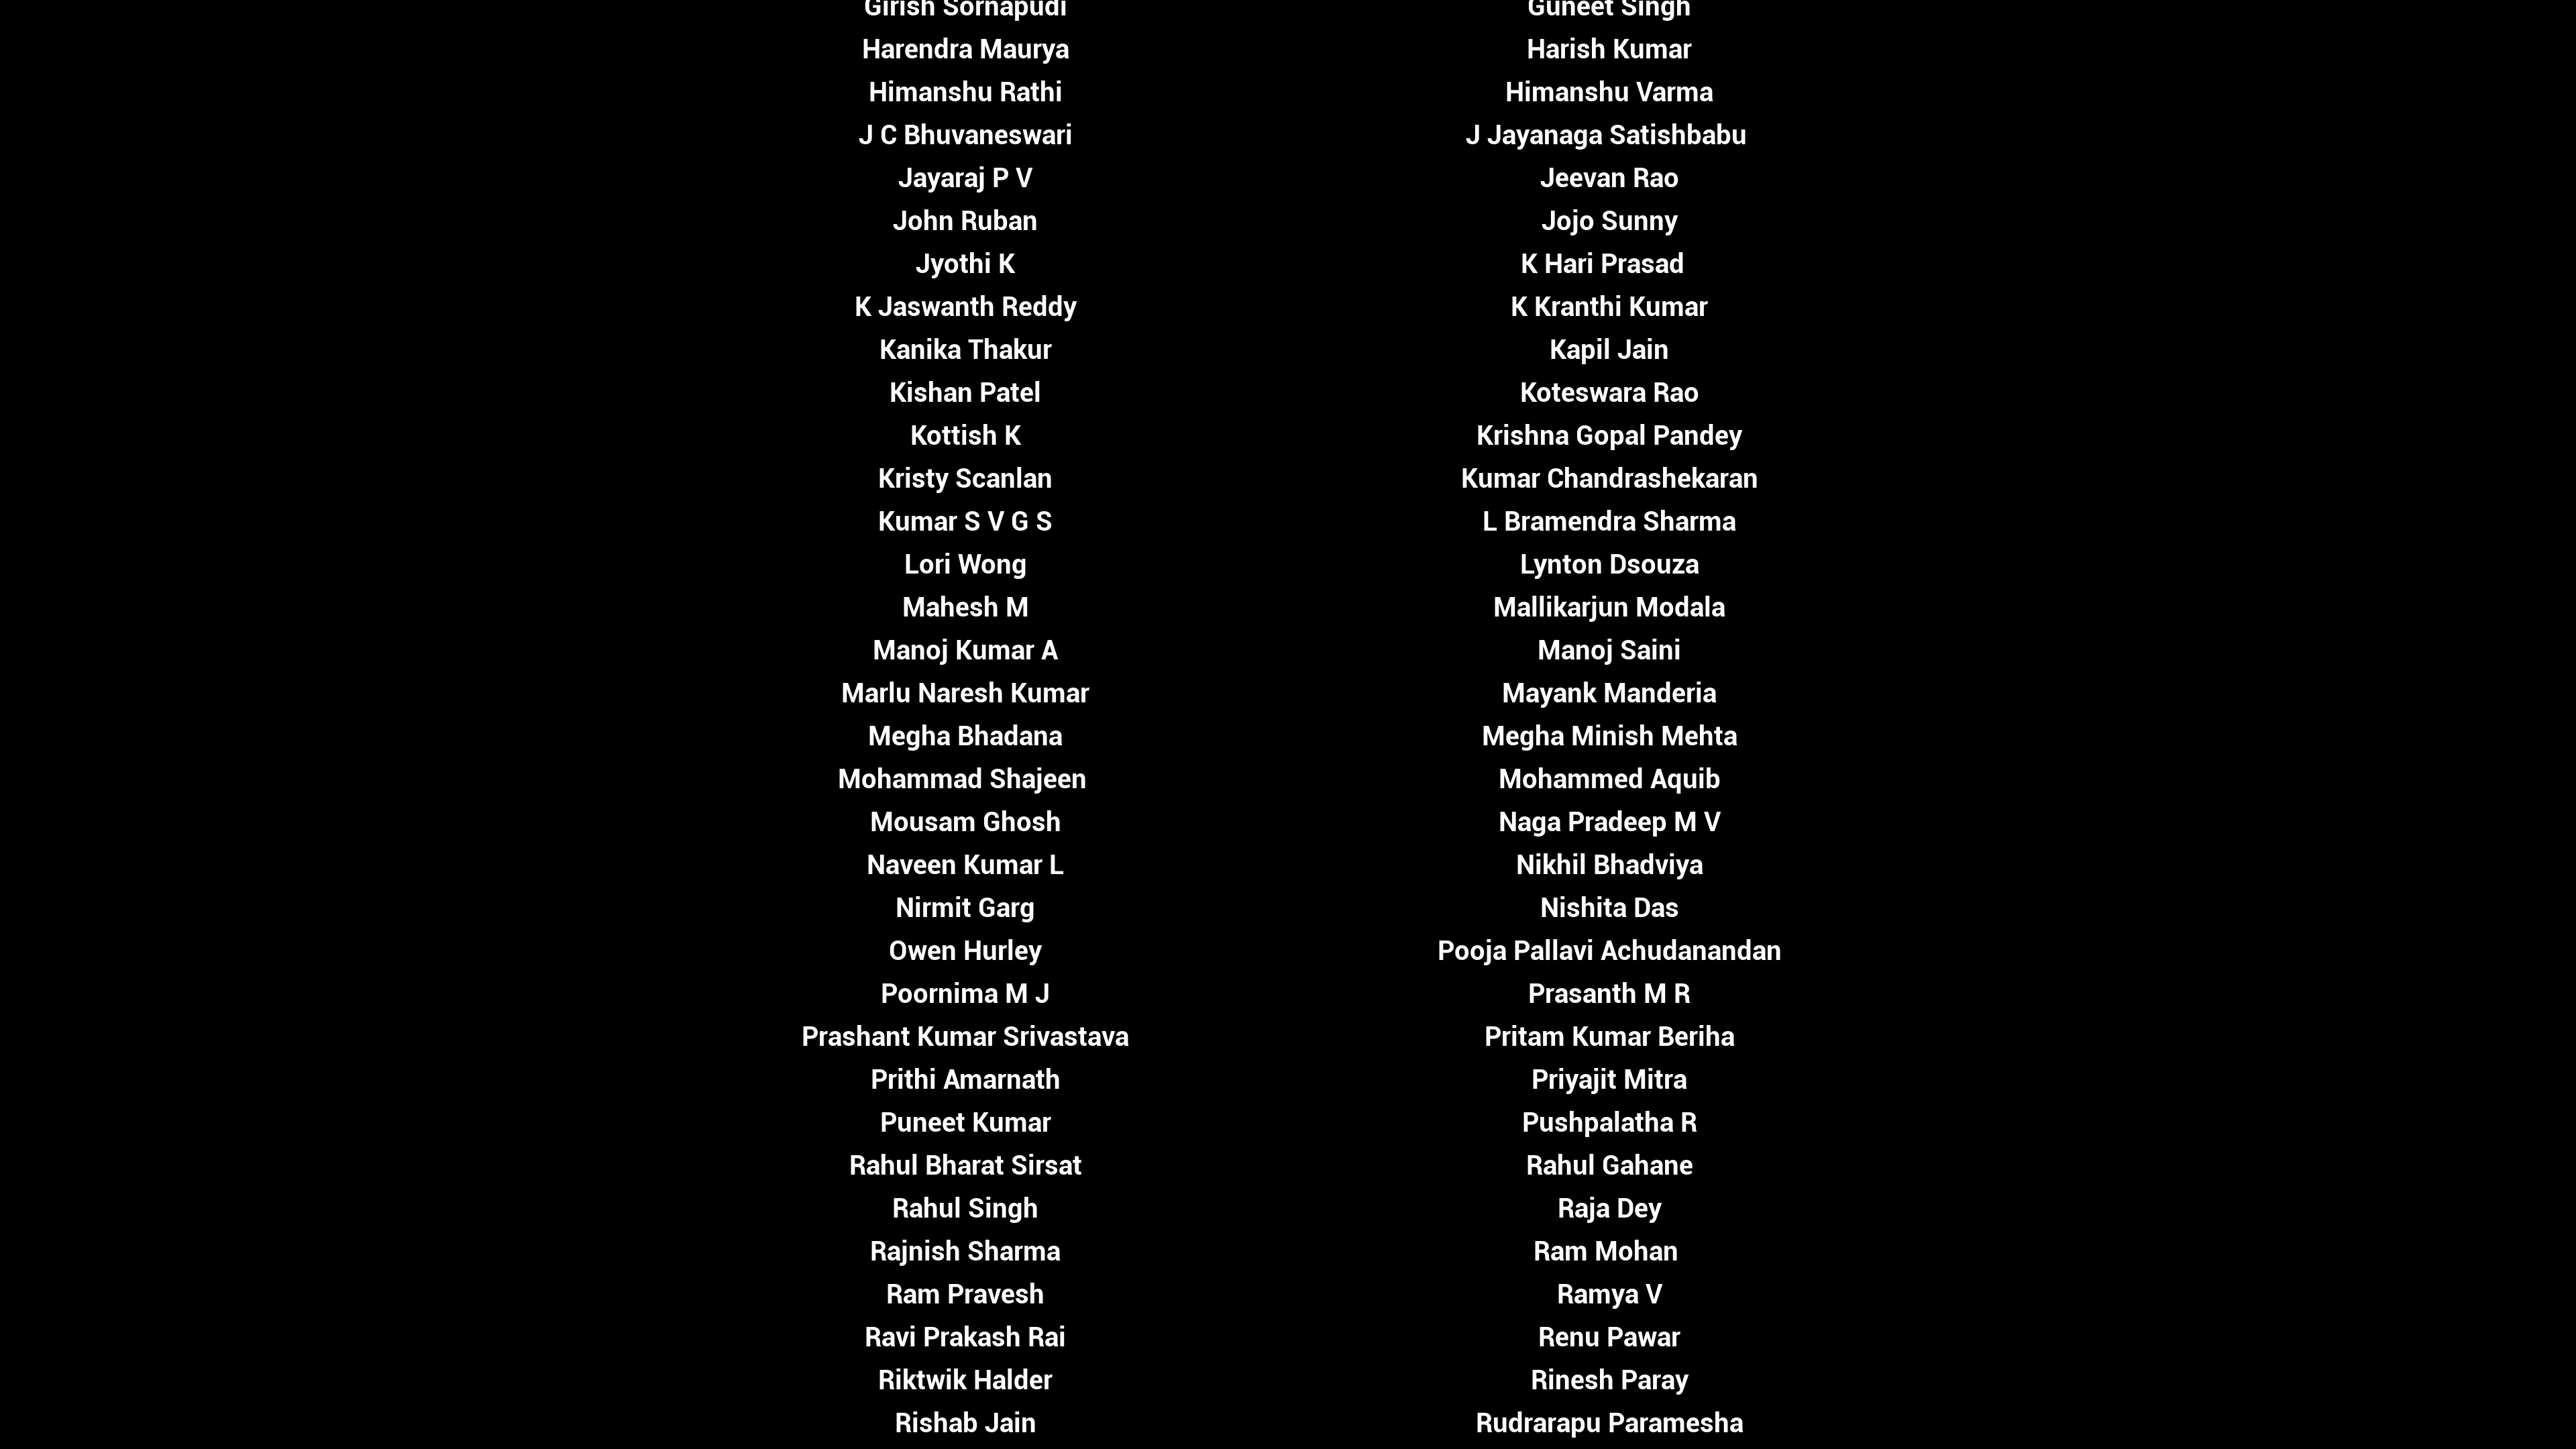 Girish Sornapudi Guneet Singh
Harendra Maurya Harish Kumar
Himanshu Rathi Himanshu Varma
J C Bhuvaneswari J Jayanaga Satishbabu
Jayaraj P V Jeevan Rao
John Ruban Jojo Sunny
Jyothi K K Hari Prasad
K Jaswanth Reddy K Kranthi Kumar
Kanika Thakur Kapil Jain
Kishan Patel Koteswara Rao
Kottish K Krishna Gopal Pandey
Kristy Scanlan Kumar Chandrashekaran
Kumar S V G S L Bramendra Sharma
Lori Wong Lynton Dsouza
Mahesh M Mallikarjun Modala
Manoj Kumar A Manoj Saini
Marlu Naresh Kumar Mayank Manderia
Megha Bhadana Megha Minish Mehta
Mohammad Shajeen Mohammed Aquib
Mousam Ghosh Naga Pradeep M V
Naveen Kumar L Nikhil Bhadviya
Nirmit Garg Nishita Das
Owen Hurley Pooja Pallavi Achudanandan
Poornima M J Prasanth M R
Prashant Kumar Srivastava Pritam Kumar Beriha
Prithi Amarnath Priyajit Mitra
Puneet Kumar Pushpalatha R
Rahul Bharat Sirsat Rahul Gahane
Rahul Singh Raja Dey
Rajnish Sharma Ram Mohan
Ram Pravesh Ramya V
Ravi Prakash Rai Renu Pawar
Riktwik Halder Rinesh Paray
Rishab Jain Rudrarapu Paramesha